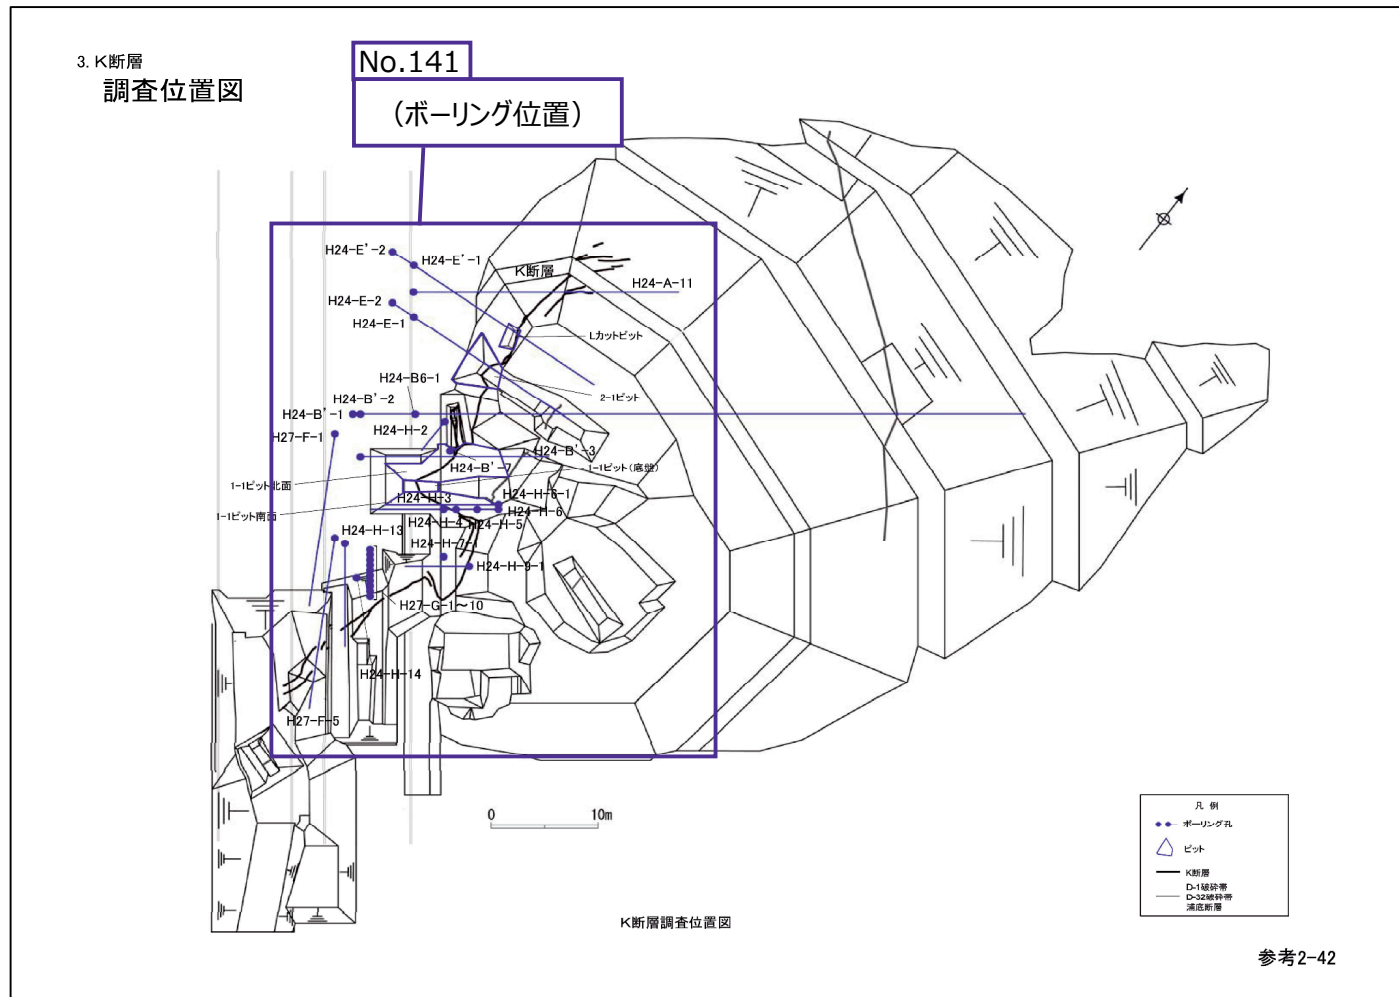 3. K断層
調査位置図
No.141
（ボーリング位置）
H24-E'-2
H24-E'-1
K断層
H24-A-11
H24-E-2
H24-E-1
Lカットピット
H24-B6-1
2-1ピット
H24-B'-2
H24-B'-1
H24-H-2
H27-F-1
H24-B'-3
H24-B'-7
1-1ピット(底盤)
1-1ピット北面
H24-H-3
H24-H-6-1
1-1ピット南面
H24-H-6
H24-H-4
H24-H-5
H24-H-13
H24-H-7-1
H24-H-9-1
H27-G-1～10
H24-H-14
H27-F-5
0 10m
凡 例
ボーリング孔
ピット
K断層
D-1破砕帯
D-32破砕帯
浦底断層
K断層調査位置図
参考2-42